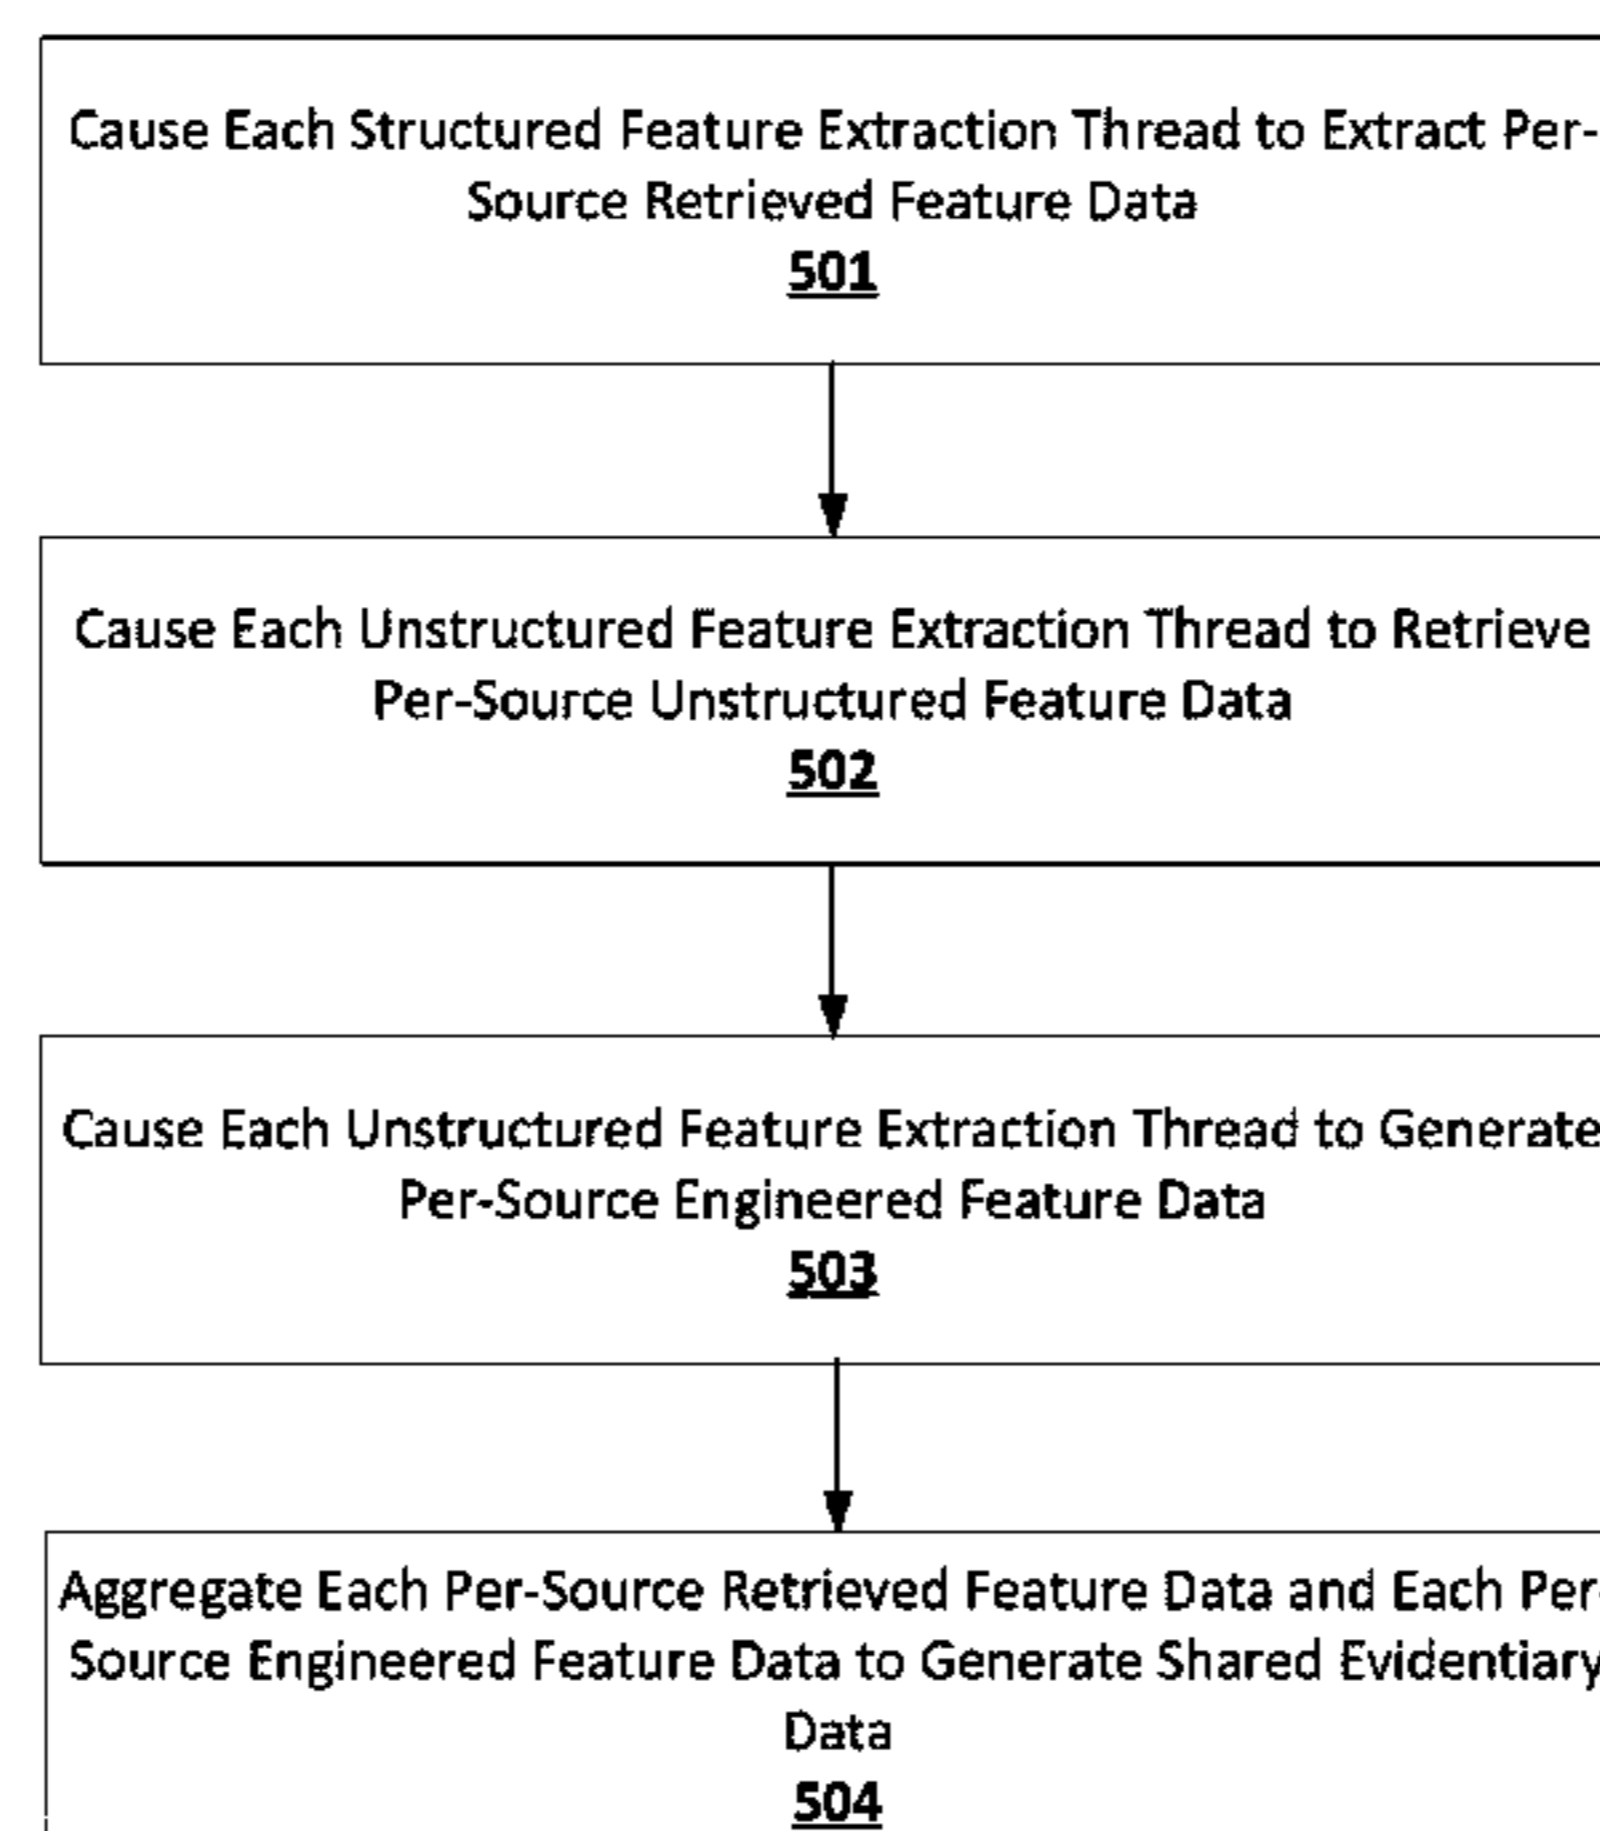 Cause Each Structured Feature Extraction Thread to Extract Per-
Source Retrieved Feature Data
501
Cause Each Unstructured Feature Extraction Thread to Retrieve
Per-Source Unstructured Feature Data
502
Cause Each Unstructured Feature Extraction Thread to Generate
Per-Source Engineered Feature Data
503
Aggregate Each Per-Source Retrieved Feature Data and Each Per-
Source Engineered Feature Data to Generate Shared Evidentiary
Data
504